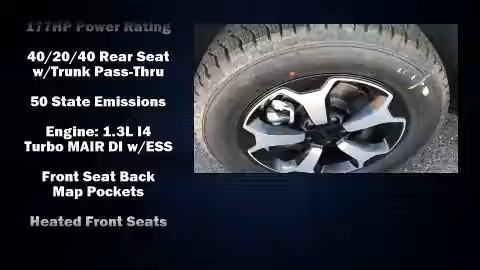 177HP Power Rating
40/20/40 Rear Seat
w/Trunk Pass-Thru
50 State Emissions
Engine: 1.3L I4
Turbo MAIR DI w/ESS
Front Seat Back
Map Pockets
Heated Front Seats